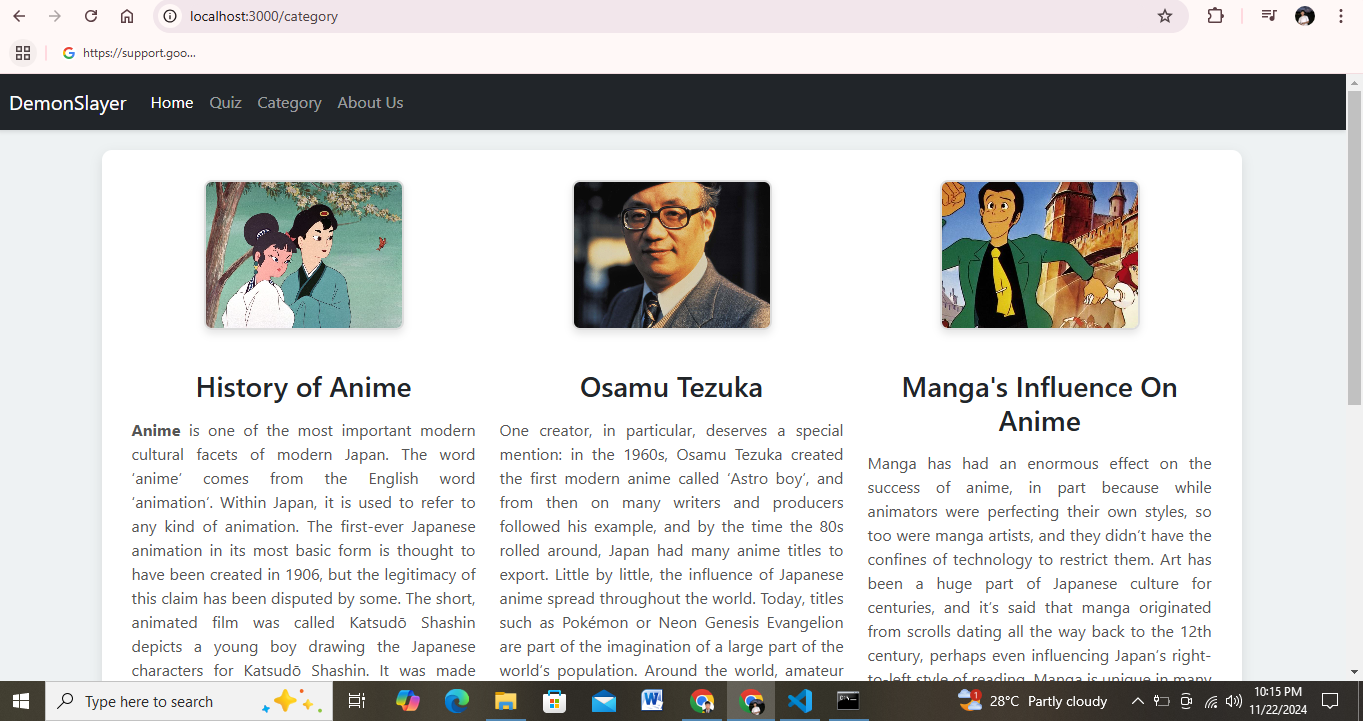 localhost:3000/category
https://support.goo...
DemonSlayer Home Quiz Category About Us
History of Anime
Anime is one of the most important modern
cultural facets of modern Japan. The word
‘anime’ comes from the English word
‘animation’. Within Japan, it is used to refer to
any kind of animation. The first-ever Japanese
animation in its most basic form is thought to
have been created in 1906, but the legitimacy of
this claim has been disputed by some. The short,
animated film was called Katsudō Shashin
depicts a young boy drawing the Japanese
characters for Katsudō Shashin. It was made
Osamu Tezuka
One creator, in particular, deserves a special
mention: in the 1960s, Osamu Tezuka created
the first modern anime called ‘Astro boy’, and
from then on many writers and producers
followed his example, and by the time the 80s
rolled around, Japan had many anime titles to
export. Little by little, the influence of Japanese
anime spread throughout the world. Today, titles
such as Pokémon or Neon Genesis Evangelion
are part of the imagination of a large part of the
world’s population. Around the world, amateur
Manga's Influence On
Anime
Manga has had an enormous effect on the
success of anime, in part because while
animators were perfecting their own styles, so
too were manga artists, and they didn’t have the
confines of technology to restrict them. Art has
been a huge part of Japanese culture for
centuries, and it’s said that manga originated
from scrolls dating all the way back to the 12th
century, perhaps even influencing Japan’s right-
to-left style of reading. Manga is unique in many
Type here to search
1
28°C Partly cloudy
10:15 PM
11/22/2024